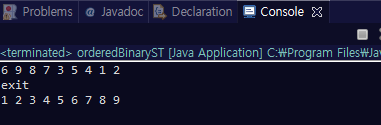 Problems @ Javadoc Declaration Console
<terminated> orderedBinaryST [Java Application] C:₩Program Files₩Jav
6 9 8 7 3 5 4 1 2
exit
1 2 3 4 5 6 7 8 9